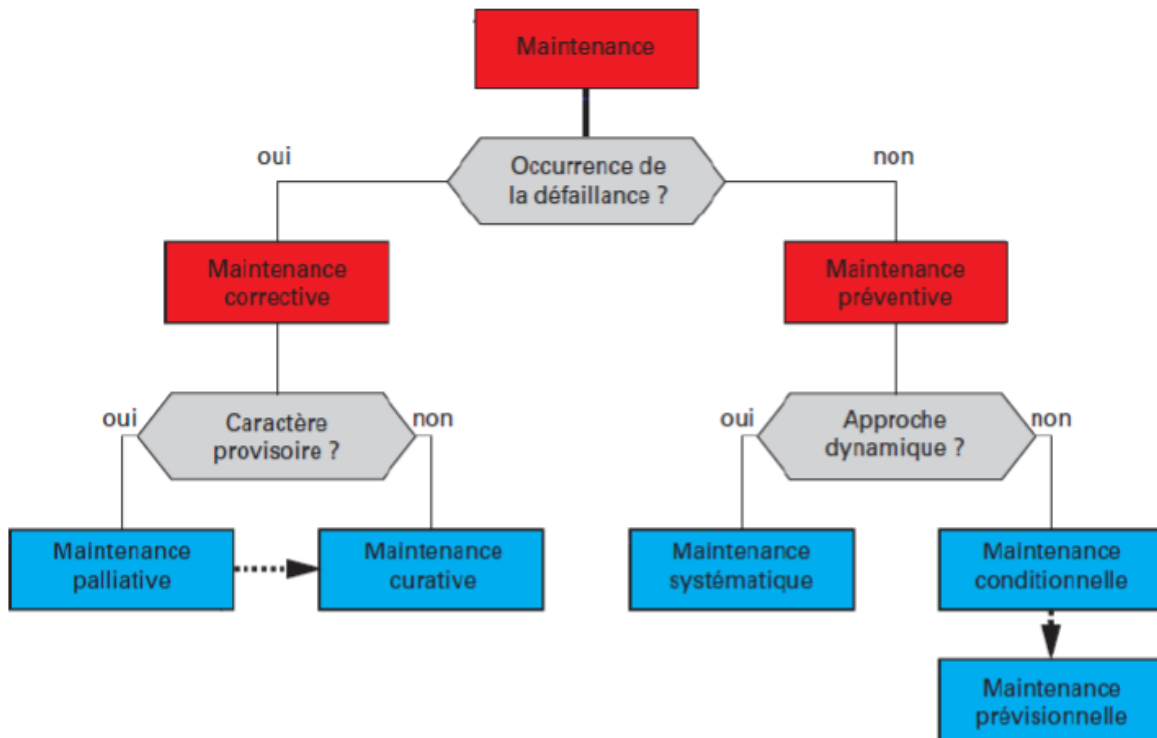 Maintenance
oui
non
Occurrence de
la défaillance ?
Maintenance
corrective
Maintenance
préventive
oui
Caractère
provisoire ?
non
oui
Approche
dynamique ?
non
Maintenance
palliative
Maintenance
curative
Maintenance
systématique
Maintenance
conditionnelle
Maintenance
prévisionnelle